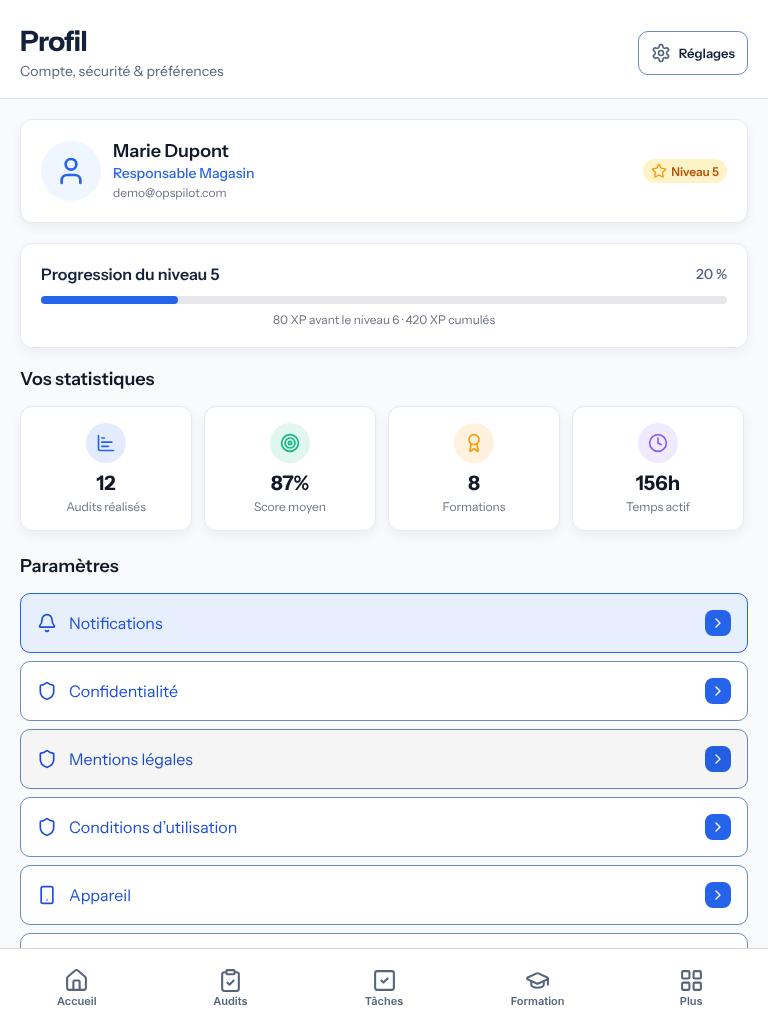 Profil
Compte, sécurité & préférences
Réglages
Marie Dupont
Responsable Magasin
demo@opspilot.com
Niveau 5
Progression du niveau 5
20 %
80 XP avant le niveau 6 · 420 XP cumulés
Vos statistiques
12
Audits réalisés
87%
Score moyen
8
Formations
156h
Temps actif
Paramètres
Notifications
Confidentialité
Mentions légales
Conditions d’utilisation
Appareil
Accueil
Audits
Tâches
Formation
Plus